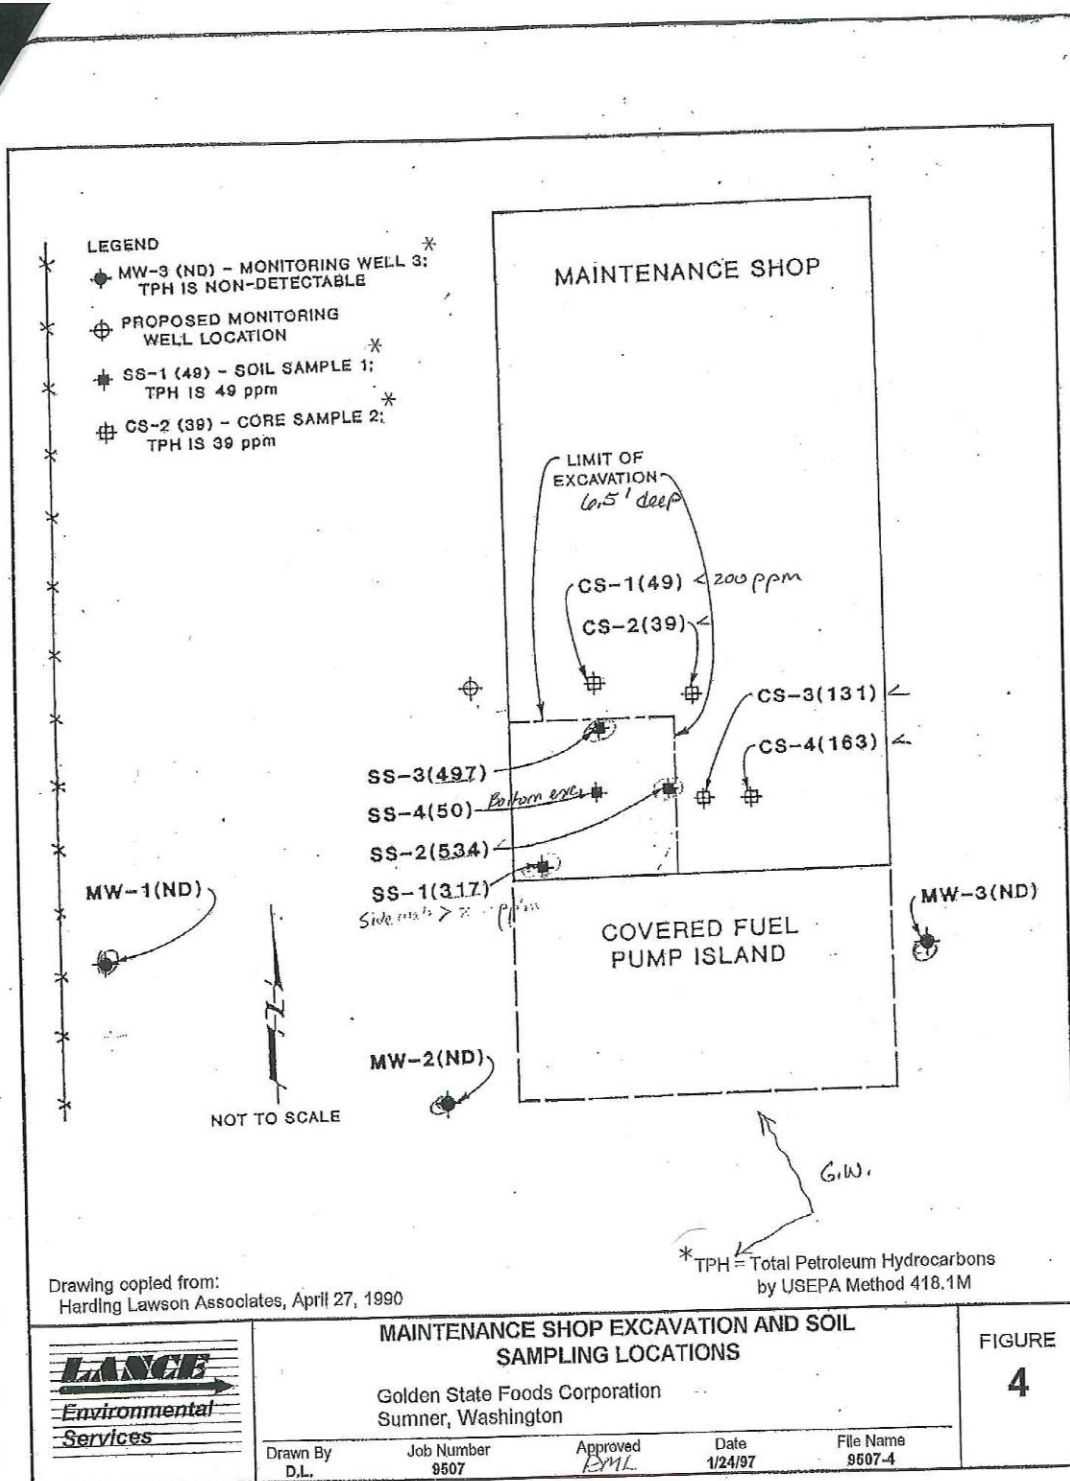 LEGEND
MW-3 (ND) - MONITORING WELL 3; *
TPH IS NON-DETECTABLE
PROPOSED MONITORING
WELL LOCATION
SS-1 (49) - SOIL SAMPLE 1; *
TPH IS 49 ppm
CS-2 (39) - CORE SAMPLE 2; *
TPH IS 39 ppm
MAINTENANCE SHOP
LIMIT OF
EXCAVATION
6.5' deep
CS-1(49) < 200 ppm
CS-2(39) <
CS-3(131) <
CS-4(163) <
SS-3(497)
SS-4(50) Bottom exc.
SS-2(534)
SS-1(317)
Side >
MW-1(ND)
MW-3(ND)
COVERED FUEL
PUMP ISLAND
MW-2(ND)
NOT TO SCALE
G.W.
* TPH = Total Petroleum Hydrocarbons
by USEPA Method 418.1M
Drawing copied from:
Harding Lawson Associates, April 27, 1990
LANGE
Environmental
Services
MAINTENANCE SHOP EXCAVATION AND SOIL
SAMPLING LOCATIONS
Golden State Foods Corporation
Sumner, Washington
Drawn By
D.L.
Job Number
9507
Approved
Date
1/24/97
File Name
9507-4
FIGURE
4